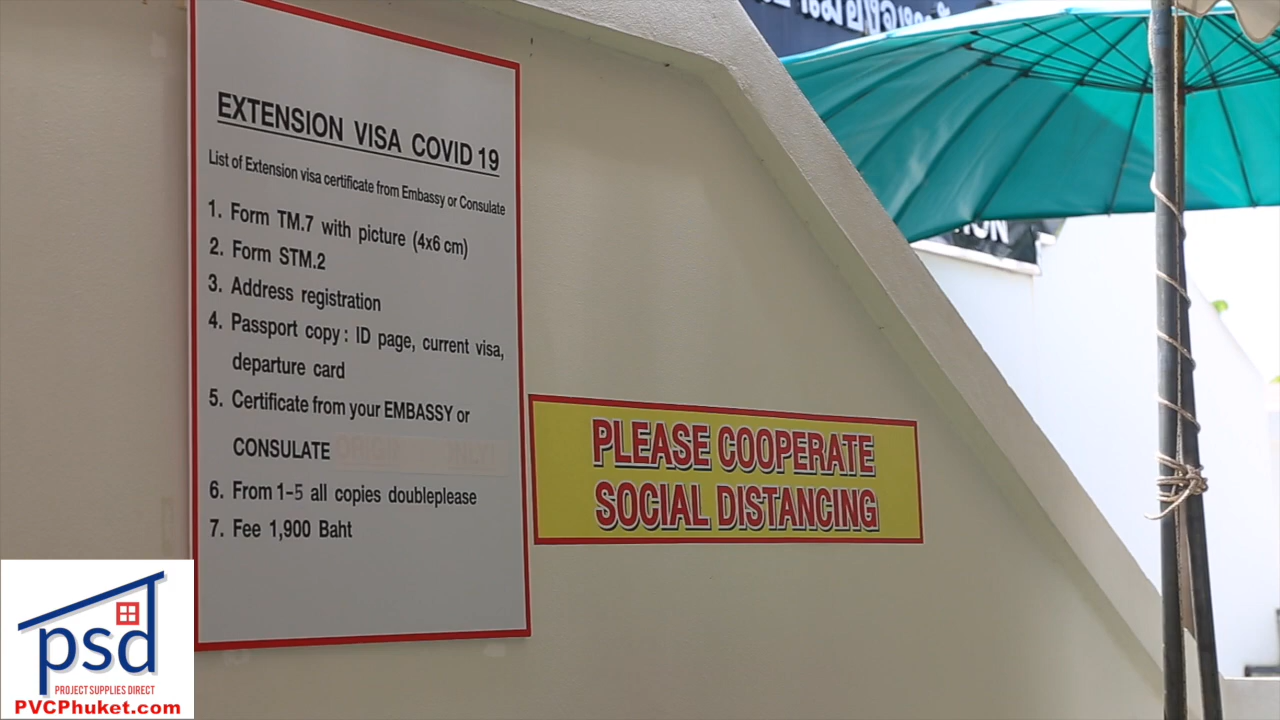 EXTENSION VISA COVID 19
List of Extension visa certificate from Embassy or Consulate
1. Form TM.7 with picture (4x6 cm)
2. Form STM.2
3. Address registration
4. Passport copy : ID page, current visa,
departure card
5. Certificate from your EMBASSY or
CONSULATE
6. From 1-5 all copies doubleplease
7. Fee 1,900 Baht
PLEASE COOPERATE
SOCIAL DISTANCING
psd
PROJECT SUPPLIES DIRECT
PVCPhuket.com